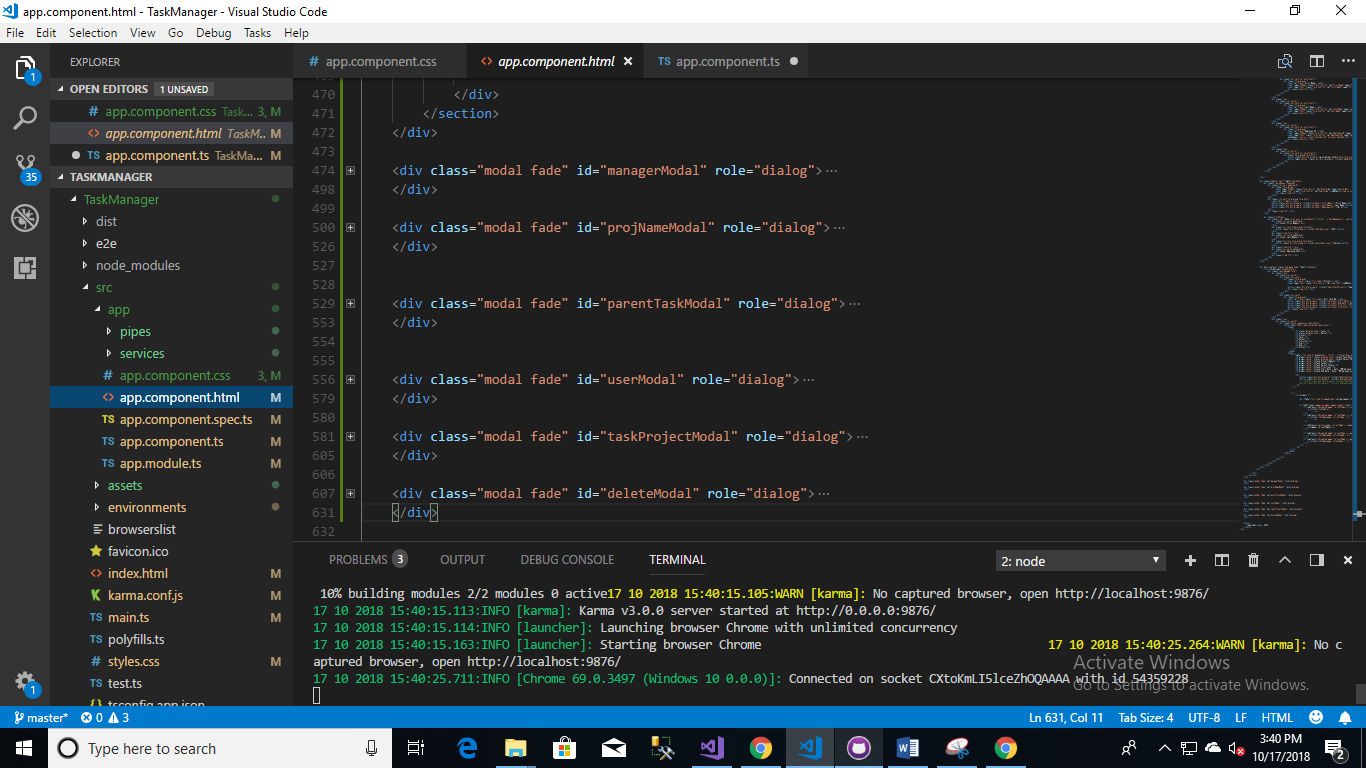 app.component.html - TaskManager - Visual Studio Code
File Edit Selection View Go Debug Tasks Help
1
35
1
EXPLORER
OPEN EDITORS 1 UNSAVED
# app.component.css Task... 3, M
<> app.component.html TaskM... M
● TS app.component.ts TaskMa... M
TASKMANAGER
TaskManager
dist
e2e
node_modules
src
app
pipes
services
# app.component.css 3, M
<> app.component.html M
TS app.component.spec.ts M
TS app.component.ts M
TS app.module.ts M
assets
environments
browserslist
favicon.ico
<> index.html M
karma.conf.js M
TS main.ts M
TS polyfills.ts
# styles.css M
TS test.ts
{} tsconfig.app.json
# app.component.css <> app.component.html × TS app.component.ts ●
470 </div>
471 </section>
472 </div>
473
474 <div class="modal fade" id="managerModal" role="dialog">···
498 </div>
499
500 <div class="modal fade" id="projNameModal" role="dialog">···
526 </div>
527
528
529 <div class="modal fade" id="parentTaskModal" role="dialog">···
553 </div>
554
555
556 <div class="modal fade" id="userModal" role="dialog">···
579 </div>
580
581 <div class="modal fade" id="taskProjectModal" role="dialog">···
605 </div>
606
607 <div class="modal fade" id="deleteModal" role="dialog">···
631 </div>
632
PROBLEMS 3 OUTPUT DEBUG CONSOLE TERMINAL 2: node
10% building modules 2/2 modules 0 active17 10 2018 15:40:15.105:WARN [karma]: No captured browser, open http://localhost:9876/
17 10 2018 15:40:15.113:INFO [karma]: Karma v3.0.0 server started at http://0.0.0.0:9876/
17 10 2018 15:40:15.114:INFO [launcher]: Launching browser Chrome with unlimited concurrency
17 10 2018 15:40:15.163:INFO [launcher]: Starting browser Chrome 17 10 2018 15:40:25.264:WARN [karma]: No c
aptured browser, open http://localhost:9876/
17 10 2018 15:40:25.711:INFO [Chrome 69.0.3497 (Windows 10 0.0.0)]: Connected on socket CXtoKmLI5lceZhOQAAAA with id 54359228
Activate Windows
Go to Settings to activate Windows.
master* 0 3 Ln 631, Col 11 Tab Size: 4 UTF-8 LF HTML
Type here to search
3:40 PM
10/17/2018
2